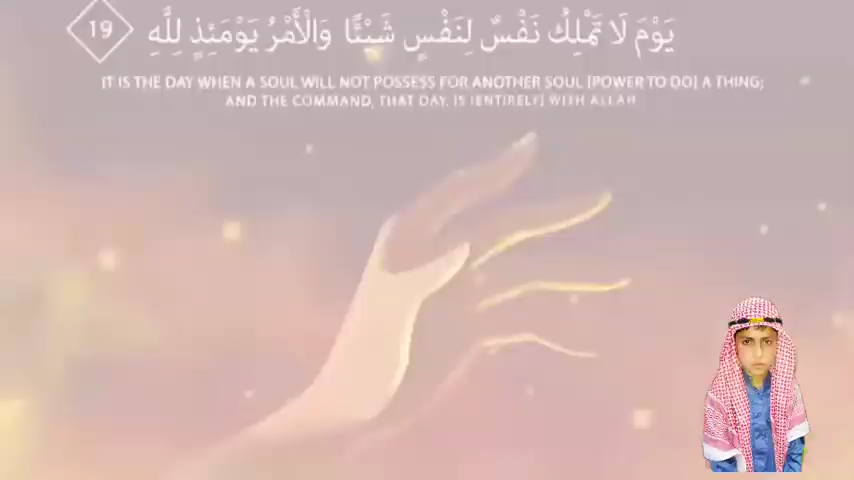 يَوْمَ لَا تَمْلِكُ نَفْسٌ لِنَفْسٍ شَيْئًا وَالْأَمْرُ يَوْمَئِذٍ لِلَّهِ 19
IT IS THE DAY WHEN A SOUL WILL NOT POSSESS FOR ANOTHER SOUL [POWER TO DO] A THING;
AND THE COMMAND, THAT DAY, IS [ENTIRELY] WITH ALLAH